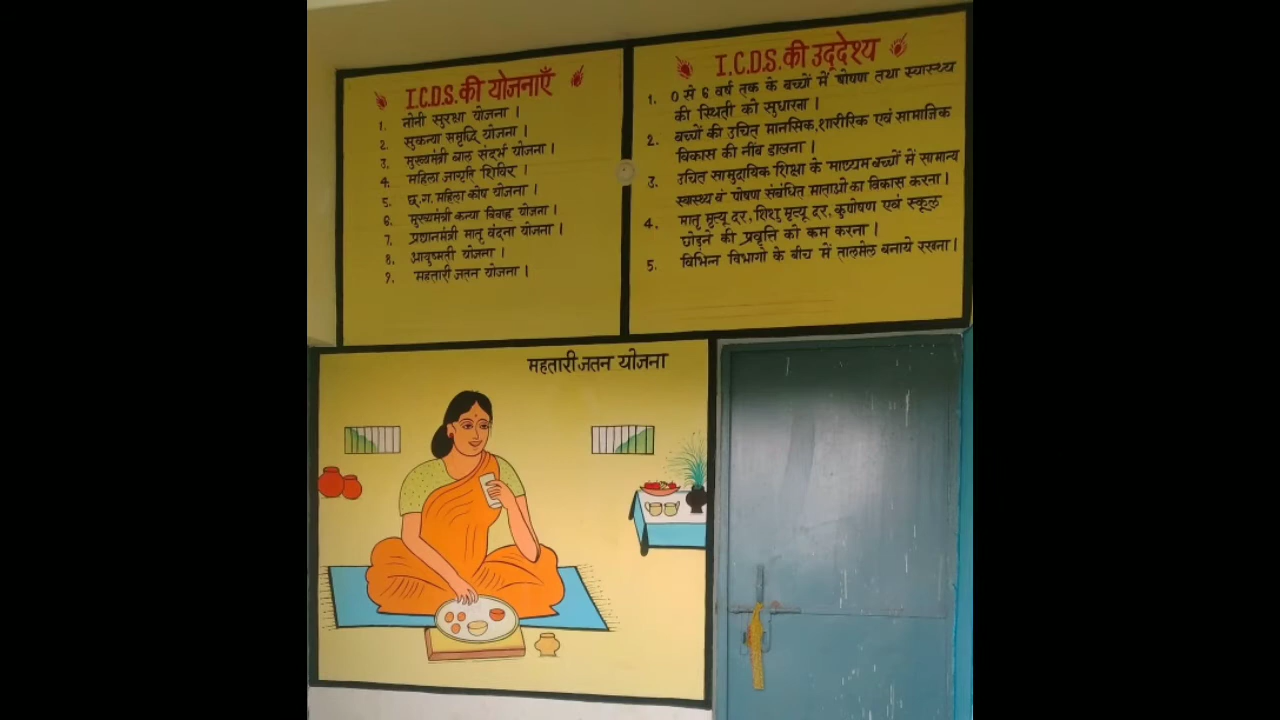 I.C.D.S. की योजनाएँ
1. नोनी सुरक्षा योजना |
2. सुकन्या समृद्धि योजना |
3. मुख्यमंत्री बाल संदर्भ योजना |
4. महिला जागृति शिविर |
5. छ.ग. महिला कोष योजना |
6. मुख्यमंत्री कन्या विवाह योजना |
7. प्रधानमंत्री मातृ वंदना योजना |
8. आयुष्मती योजना |
9. महतारी जतन योजना |
I.C.D.S. की उद्देश्य
1. 0 से 6 वर्ष तक के बच्चों में पोषण तथा स्वास्थ्य
की स्थिती को सुधारना |
2. बच्चों की उचित मानसिक, शारीरिक एवं सामाजिक
विकास की नींव डालना |
3. उचित सामुदायिक शिक्षा के माध्यम बच्चों में सामान्य
स्वास्थ्य वं पोषण संबंधित माताओ का विकास करना |
4. मातृ मृत्यू दर, शिशु मृत्यू दर, कुपोषण एवं स्कूल
छोड़ने की प्रवृत्ति को कम करना |
5. विभिन्न विभागो के बीच में तालमेल बनाये रखना |
महतारी जतन योजना